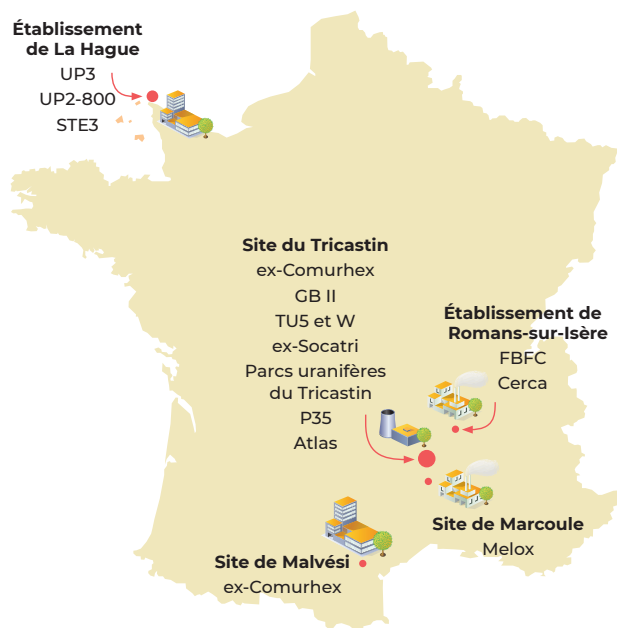 Établissement
de La Hague
UP3
UP2-800
STE3
Site du Tricastin
ex-Comurhex
GB II
TU5 et W
ex-Socatri
Parcs uranifères
du Tricastin
P35
Atlas
Établissement de
Romans-sur-Isère
FBFC
Cerca
Site de Marcoule
Melox
Site de Malvési
ex-Comurhex